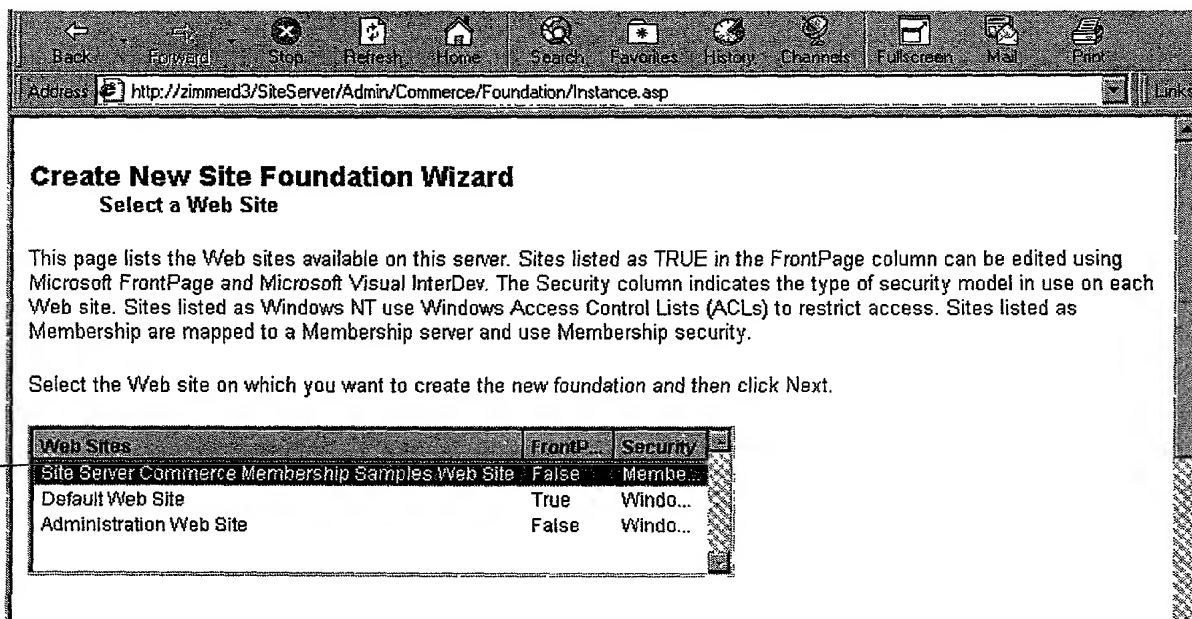 Back Forward Stop Refresh Home Search Favorites History Channels Fullscreen Mail Print
Address http://zimmerd3/SiteServer/Admin/Commerce/Foundation/Instance.asp Links
Create New Site Foundation Wizard
Select a Web Site
This page lists the Web sites available on this server. Sites listed as TRUE in the FrontPage column can be edited using
Microsoft FrontPage and Microsoft Visual InterDev. The Security column indicates the type of security model in use on each
Web site. Sites listed as Windows NT use Windows Access Control Lists (ACLs) to restrict access. Sites listed as
Membership are mapped to a Membership server and use Membership security.
Select the Web site on which you want to create the new foundation and then click Next.
Web Sites FrontP... Security
Site Server Commerce Membership Samples Web Site False Membe...
Default Web Site True Windo...
Administration Web Site False Windo...